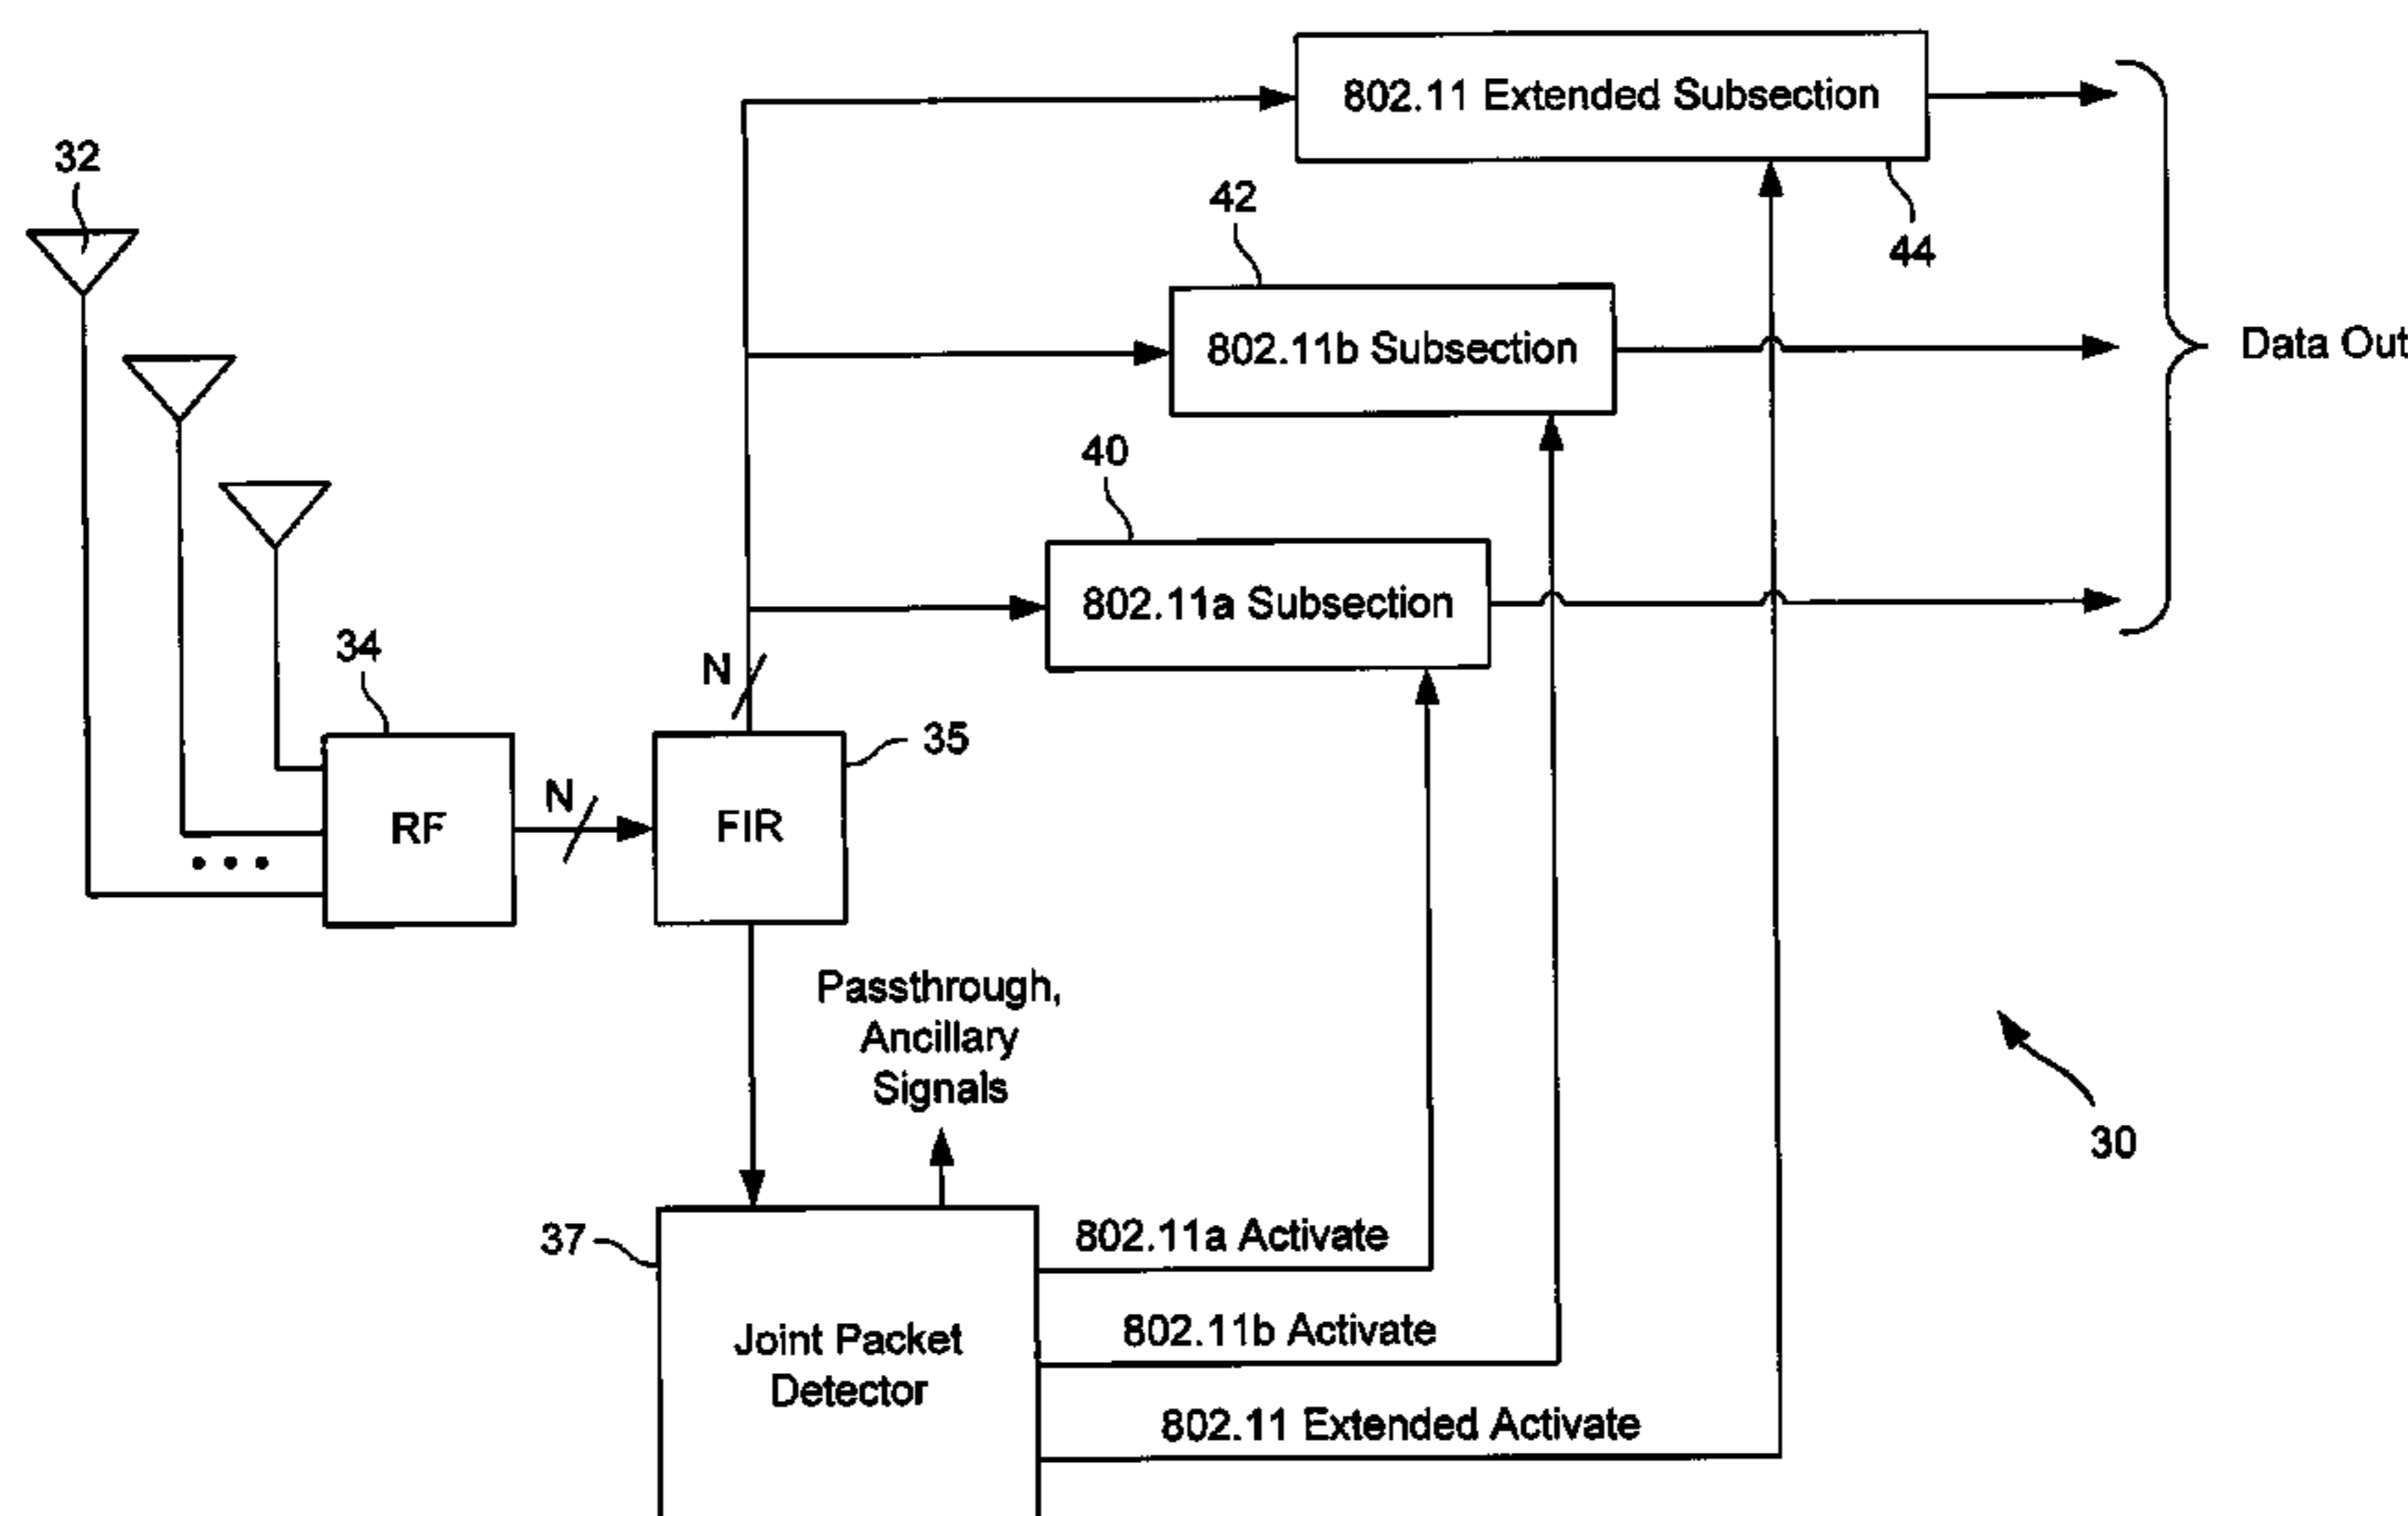 802.11 Extended Subsection
32
42
44
802.11b Subsection
Data Out
40
802.11a Subsection
34
N
35
N
RF
FIR
Passthrough,
Ancillary
Signals
30
37
802.11a Activate
802.11b Activate
Joint Packet
Detector
802.11 Extended Activate